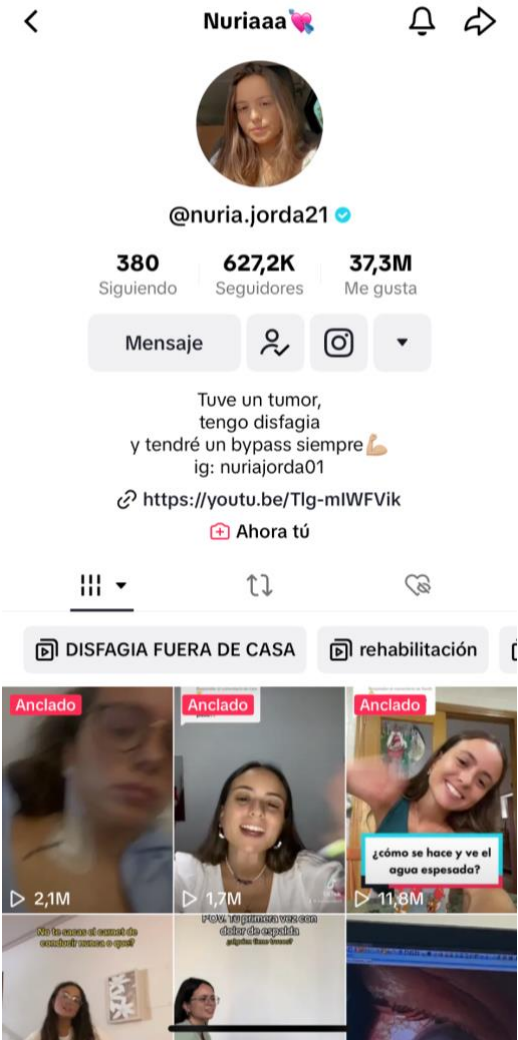 Nuriaaa💘
@nuria.jorda21
380
Siguiendo
627,2K
Seguidores
37,3M
Me gusta
Mensaje
Tuve un tumor,
tengo disfagia
y tendré un bypass siempre💪🏼
ig: nuriajorda01
https://youtu.be/Tlg-mIWFVik
Ahora tú
DISFAGIA FUERA DE CASA
rehabilitación
Anclado
Anclado
Anclado
¿cómo se hace y ve el
agua espesada?
2,1M
1,7M
11,8M
No te sacas el carnet de
conducir nunca o que?
POV: Tu primera vez con
dolor de espalda
¿alguien tiene trucos?